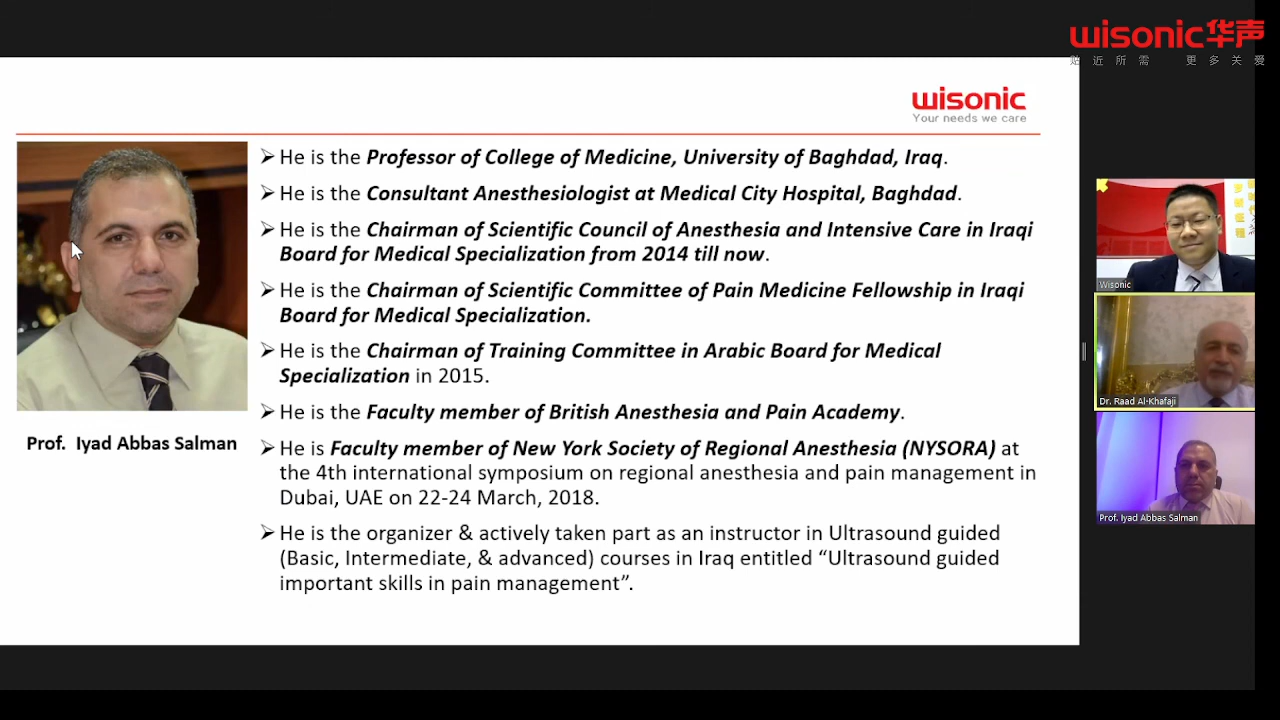 wisonic华声
贴近所需 更多关爱
wisonic
Your needs we care
➢ He is the Professor of College of Medicine, University of Baghdad, Iraq.
➢ He is the Consultant Anesthesiologist at Medical City Hospital, Baghdad.
➢ He is the Chairman of Scientific Council of Anesthesia and Intensive Care in Iraqi
Board for Medical Specialization from 2014 till now.
➢ He is the Chairman of Scientific Committee of Pain Medicine Fellowship in Iraqi
Board for Medical Specialization.
➢ He is the Chairman of Training Committee in Arabic Board for Medical
Specialization in 2015.
➢ He is the Faculty member of British Anesthesia and Pain Academy.
➢ He is Faculty member of New York Society of Regional Anesthesia (NYSORA) at
the 4th international symposium on regional anesthesia and pain management in
Dubai, UAE on 22-24 March, 2018.
➢ He is the organizer & actively taken part as an instructor in Ultrasound guided
(Basic, Intermediate, & advanced) courses in Iraq entitled “Ultrasound guided
important skills in pain management”.
Prof. Iyad Abbas Salman
Wisonic
Dr. Raad Al-Khafaji
Prof. Iyad Abbas Salman